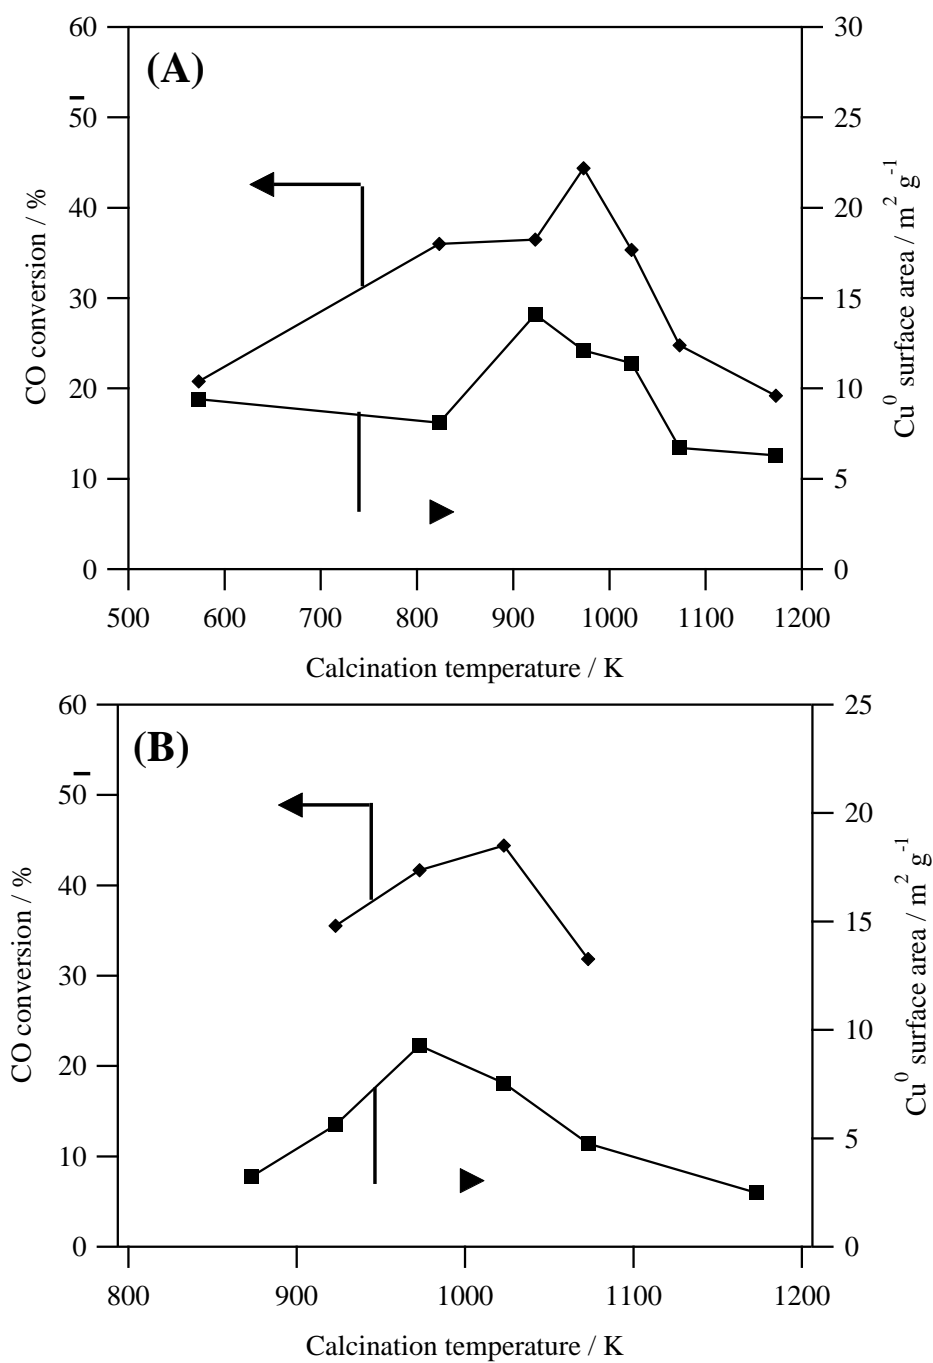 (A)
60
50
40
30
20
10
0
CO conversion / %
30
25
20
15
10
5
0
Cu⁰ surface area / m² g⁻¹
500 600 700 800 900 1000 1100 1200
Calcination temperature / K
(B)
60
50
40
30
20
10
0
CO conversion / %
25
20
15
10
5
0
Cu⁰ surface area / m² g⁻¹
800 900 1000 1100 1200
Calcination temperature / K